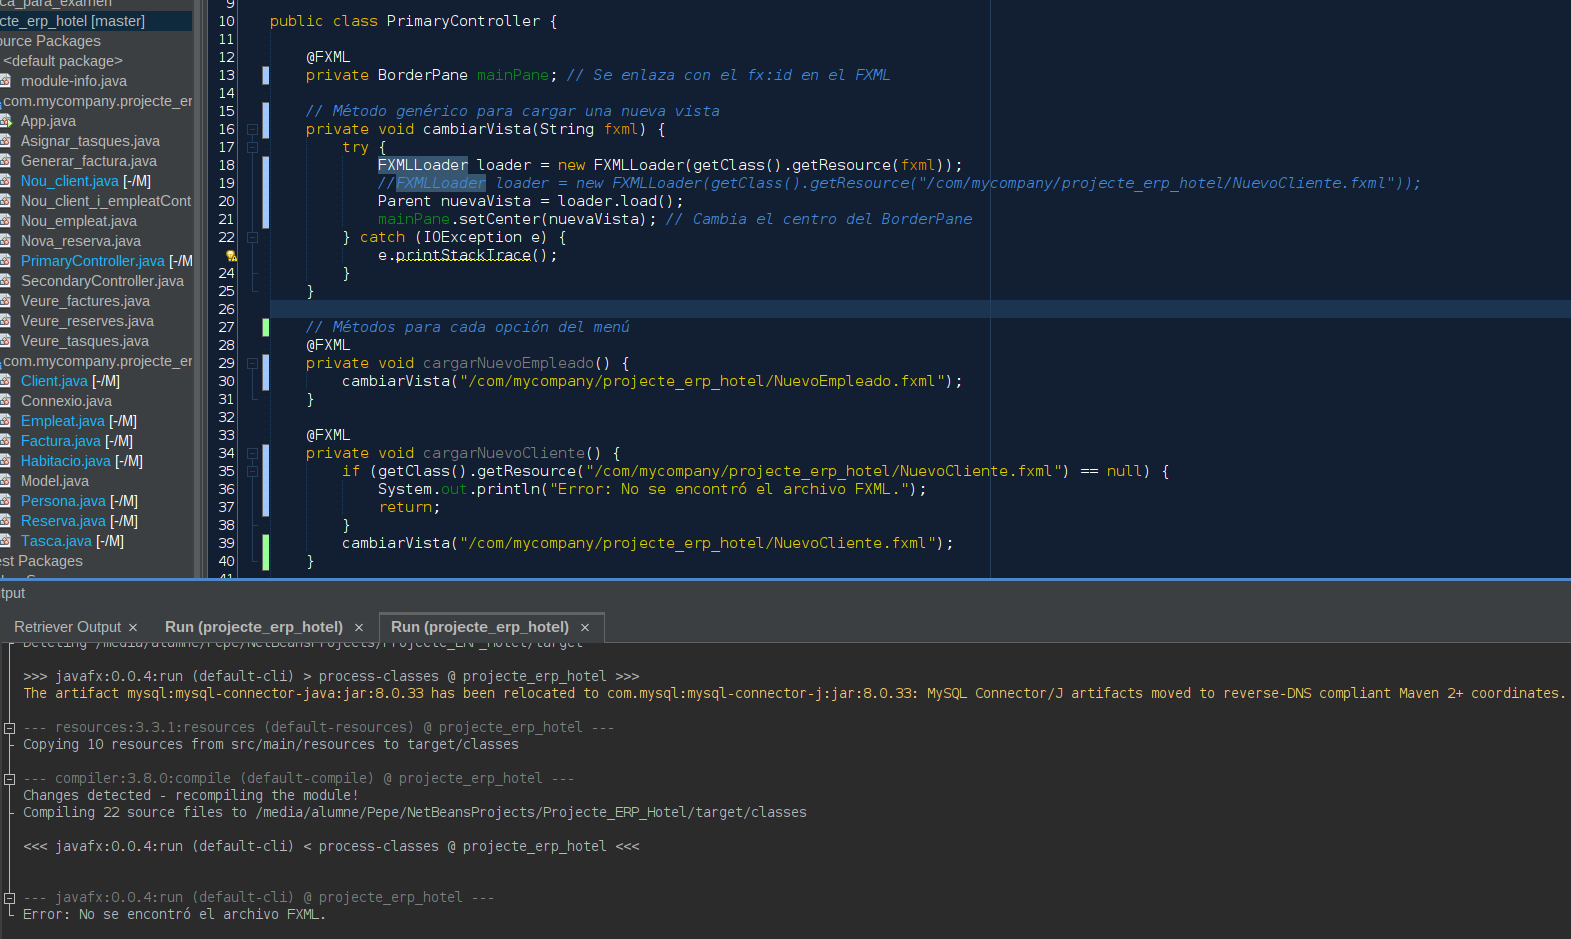 ca_para_examen
cte_erp_hotel [master]
ource Packages
<default package>
module-info.java
com.mycompany.projecte_er
App.java
Asignar_tasques.java
Generar_factura.java
Nou_client.java [-/M]
Nou_client_i_empleatCont
Nou_empleat.java
Nova_reserva.java
PrimaryController.java [-/M
SecondaryController.java
Veure_factures.java
Veure_reserves.java
Veure_tasques.java
com.mycompany.projecte_er
Client.java [-/M]
Connexio.java
Empleat.java [-/M]
Factura.java [-/M]
Habitacio.java [-/M]
Model.java
Persona.java [-/M]
Reserva.java [-/M]
Tasca.java [-/M]
est Packages
9
10 public class PrimaryController {
11
12 @FXML
13 private BorderPane mainPane; // Se enlaza con el fx:id en el FXML
14
15 // Método genérico para cargar una nueva vista
16 private void cambiarVista(String fxml) {
17 try {
18 FXMLLoader loader = new FXMLLoader(getClass().getResource(fxml));
19 //FXMLLoader loader = new FXMLLoader(getClass().getResource("/com/mycompany/projecte_erp_hotel/NuevoCliente.fxml"));
20 Parent nuevaVista = loader.load();
21 mainPane.setCenter(nuevaVista); // Cambia el centro del BorderPane
22 } catch (IOException e) {
e.printStackTrace();
24 }
25 }
26
27 // Métodos para cada opción del menú
28 @FXML
29 private void cargarNuevoEmpleado() {
30 cambiarVista("/com/mycompany/projecte_erp_hotel/NuevoEmpleado.fxml");
31 }
32
33 @FXML
34 private void cargarNuevoCliente() {
35 if (getClass().getResource("/com/mycompany/projecte_erp_hotel/NuevoCliente.fxml") == null) {
36 System.out.println("Error: No se encontró el archivo FXML.");
37 return;
38 }
39 cambiarVista("/com/mycompany/projecte_erp_hotel/NuevoCliente.fxml");
40 }
41
tput
Retriever Output × Run (projecte_erp_hotel) × Run (projecte_erp_hotel) ×
Deleting /media/alumne/Pepe/NetBeansProjects/Projecte_ERP_Hotel/target
>>> javafx:0.0.4:run (default-cli) > process-classes @ projecte_erp_hotel >>>
The artifact mysql:mysql-connector-java:jar:8.0.33 has been relocated to com.mysql:mysql-connector-j:jar:8.0.33: MySQL Connector/J artifacts moved to reverse-DNS compliant Maven 2+ coordinates.
--- resources:3.3.1:resources (default-resources) @ projecte_erp_hotel ---
Copying 10 resources from src/main/resources to target/classes
--- compiler:3.8.0:compile (default-compile) @ projecte_erp_hotel ---
Changes detected - recompiling the module!
Compiling 22 source files to /media/alumne/Pepe/NetBeansProjects/Projecte_ERP_Hotel/target/classes
<<< javafx:0.0.4:run (default-cli) < process-classes @ projecte_erp_hotel <<<
--- javafx:0.0.4:run (default-cli) @ projecte_erp_hotel ---
Error: No se encontró el archivo FXML.